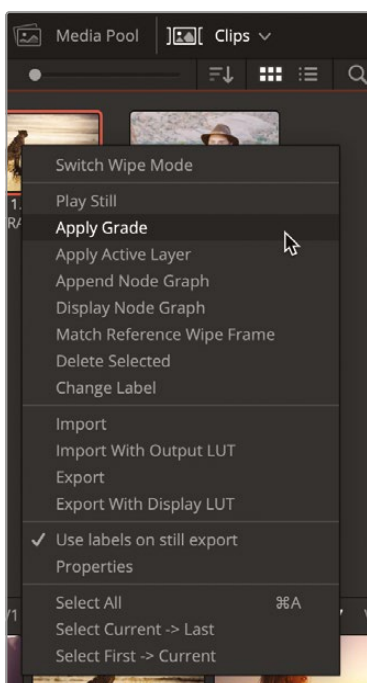 Media Pool
Clips
1.
RA
Switch Wipe Mode
Play Still
Apply Grade
Apply Active Layer
Append Node Graph
Display Node Graph
Match Reference Wipe Frame
Delete Selected
Change Label
Import
Import With Output LUT
Export
Export With Display LUT
✓ Use labels on still export
Properties
Select All ⌘A
Select Current -> Last
Select First -> Current